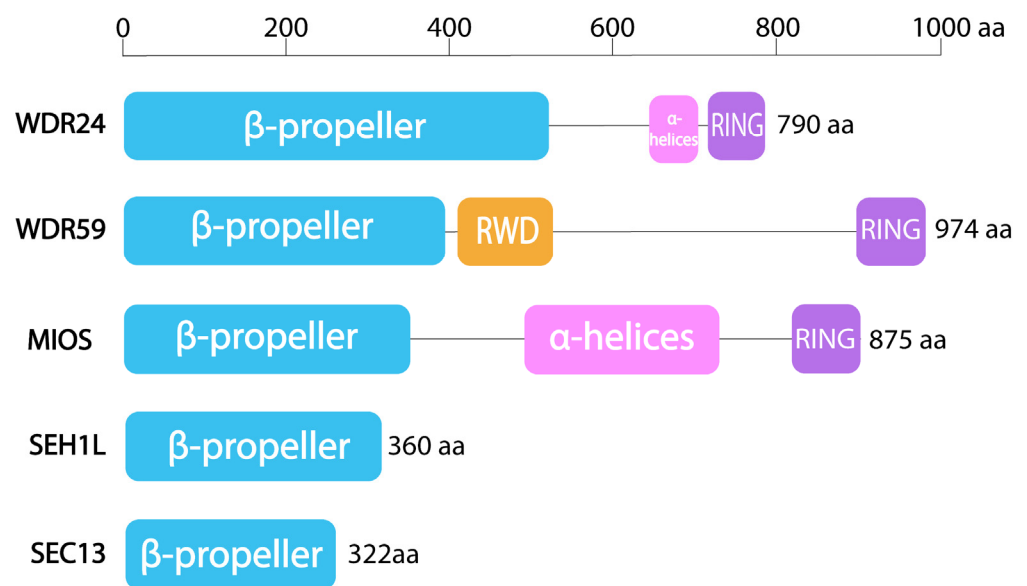 0 200 400 600 800 1000 aa
WDR24 β-propeller α-helices RING 790 aa
WDR59 β-propeller RWD RING 974 aa
MIOS β-propeller α-helices RING 875 aa
SEH1L β-propeller 360 aa
SEC13 β-propeller 322aa